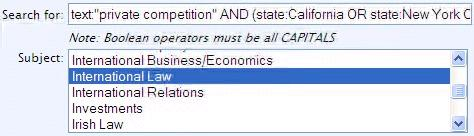 Search for: text:"private competition" AND (state:California OR state:New York O
Note: Boolean operators must be all CAPITALS
Subject: International Business/Economics
International Law
International Relations
Investments
Irish Law